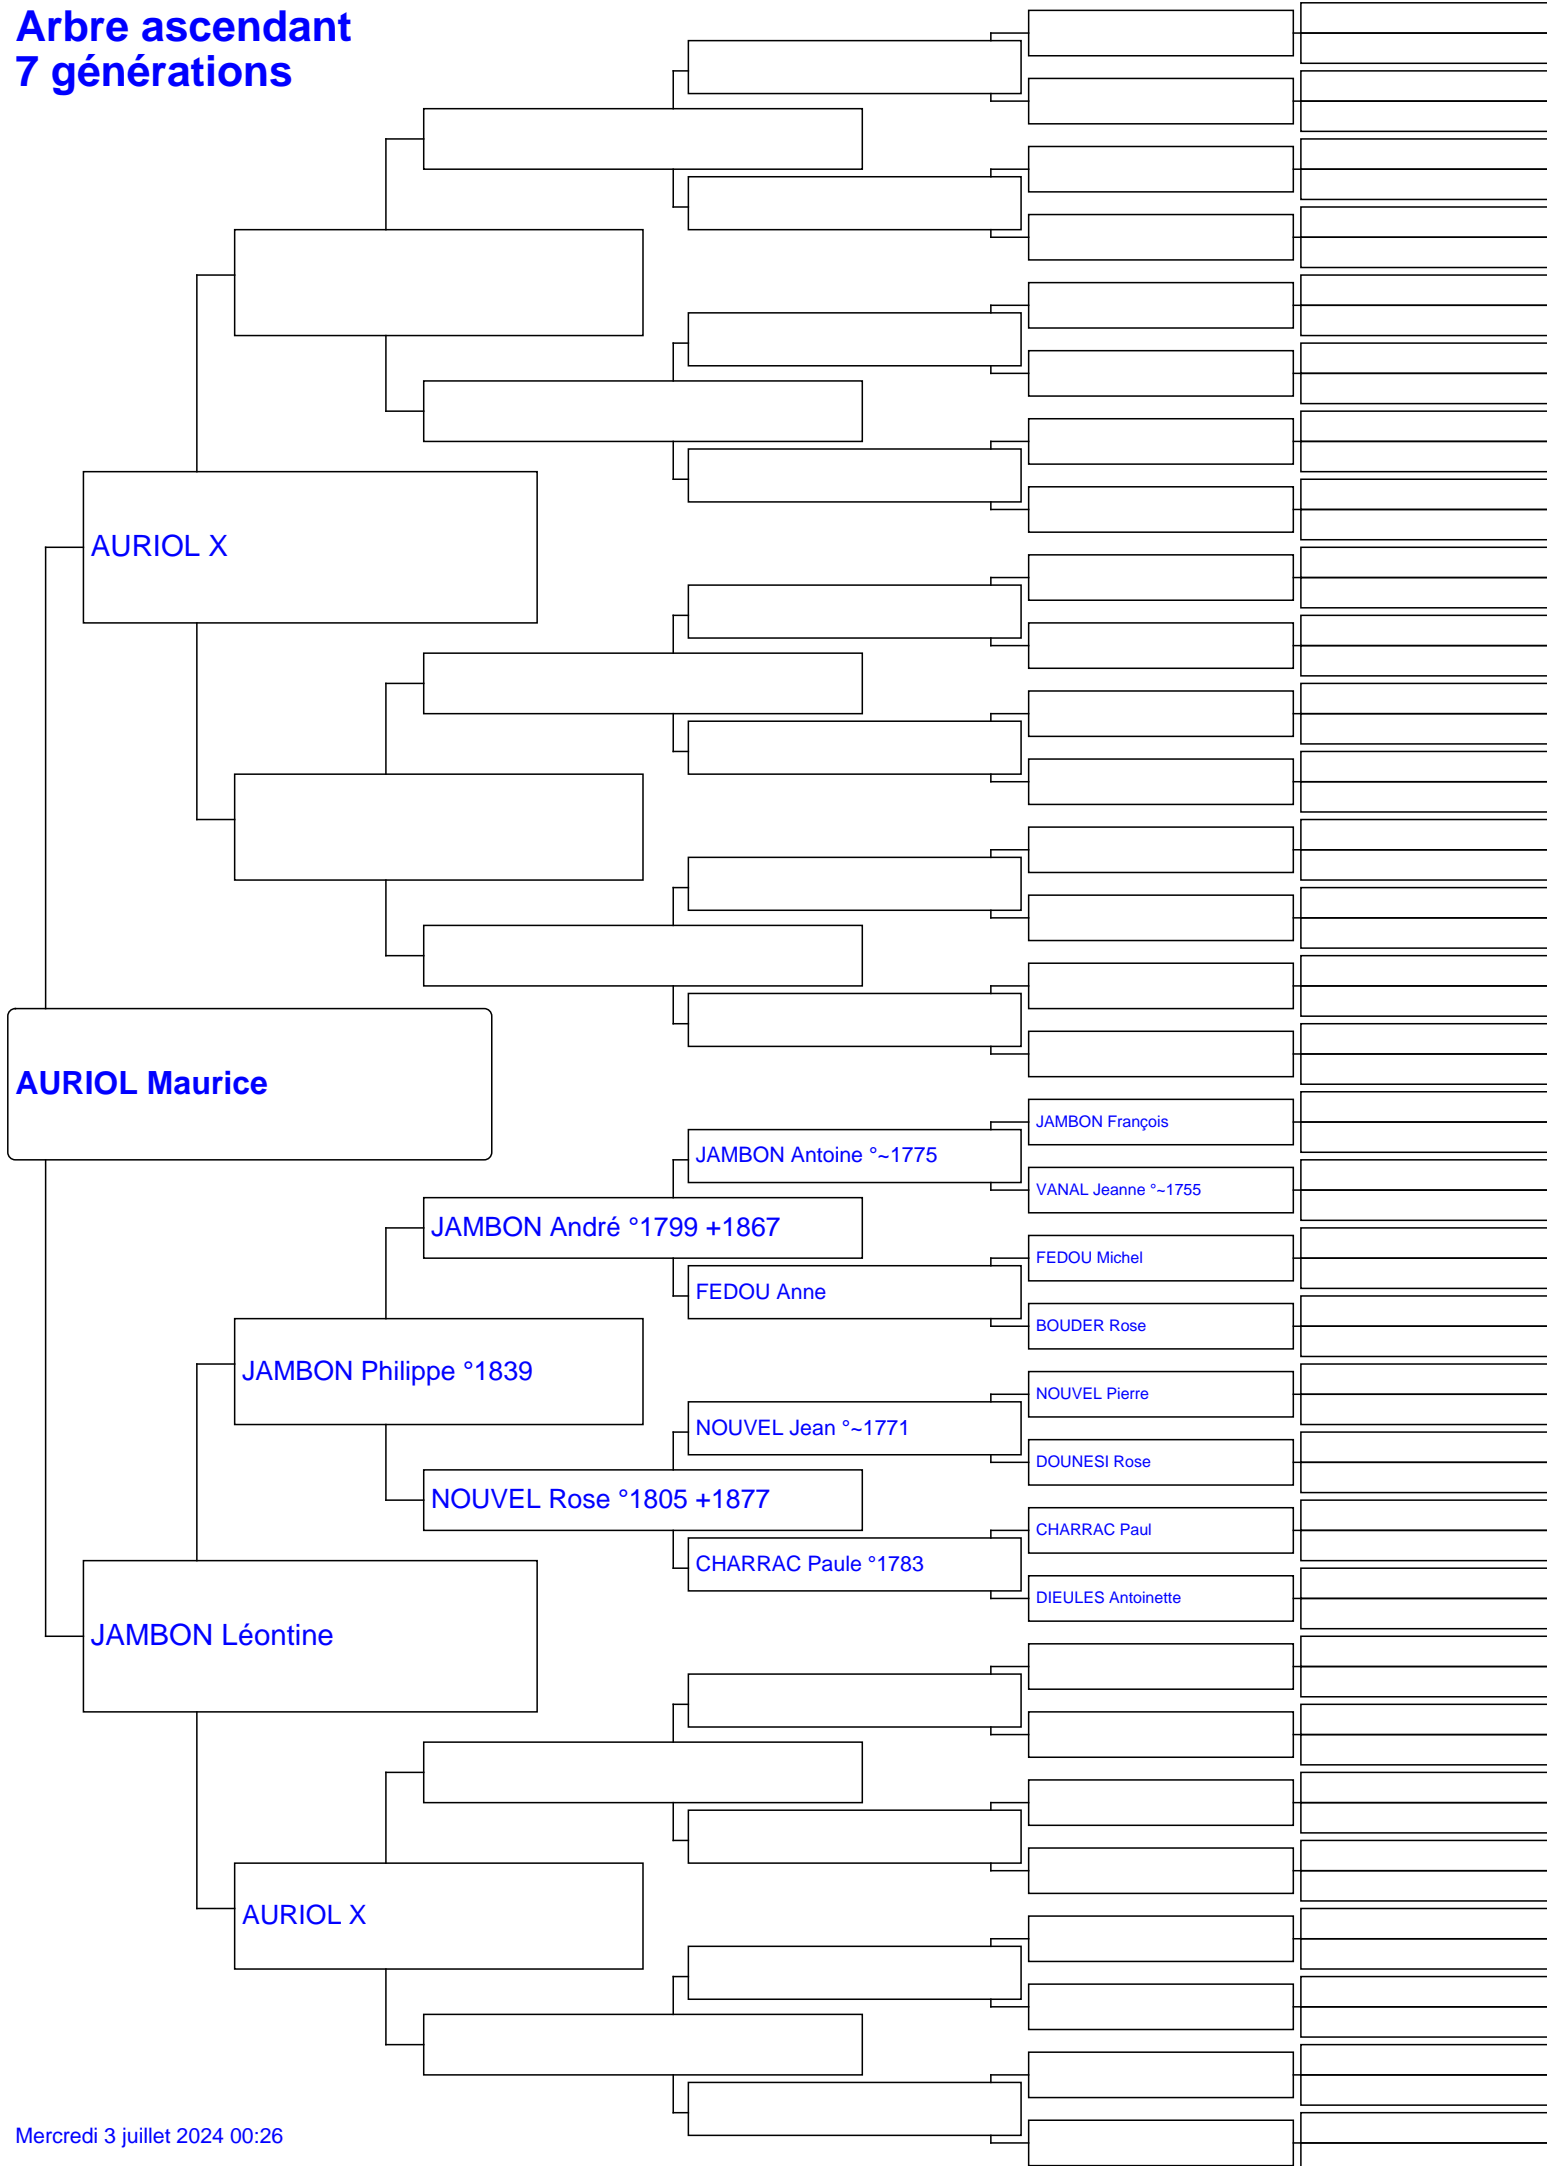 Arbre ascendant
7 générations
AURIOL X
AURIOL Maurice
JAMBON François
JAMBON Antoine °~1775
VANAL Jeanne °~1755
JAMBON André °1799 +1867
FEDOU Michel
FEDOU Anne
BOUDER Rose
JAMBON Philippe °1839
NOUVEL Pierre
NOUVEL Jean °~1771
DOUNESI Rose
NOUVEL Rose °1805 +1877
CHARRAC Paul
CHARRAC Paule °1783
DIEULES Antoinette
JAMBON Léontine
AURIOL X
Mercredi 3 juillet 2024 00:26